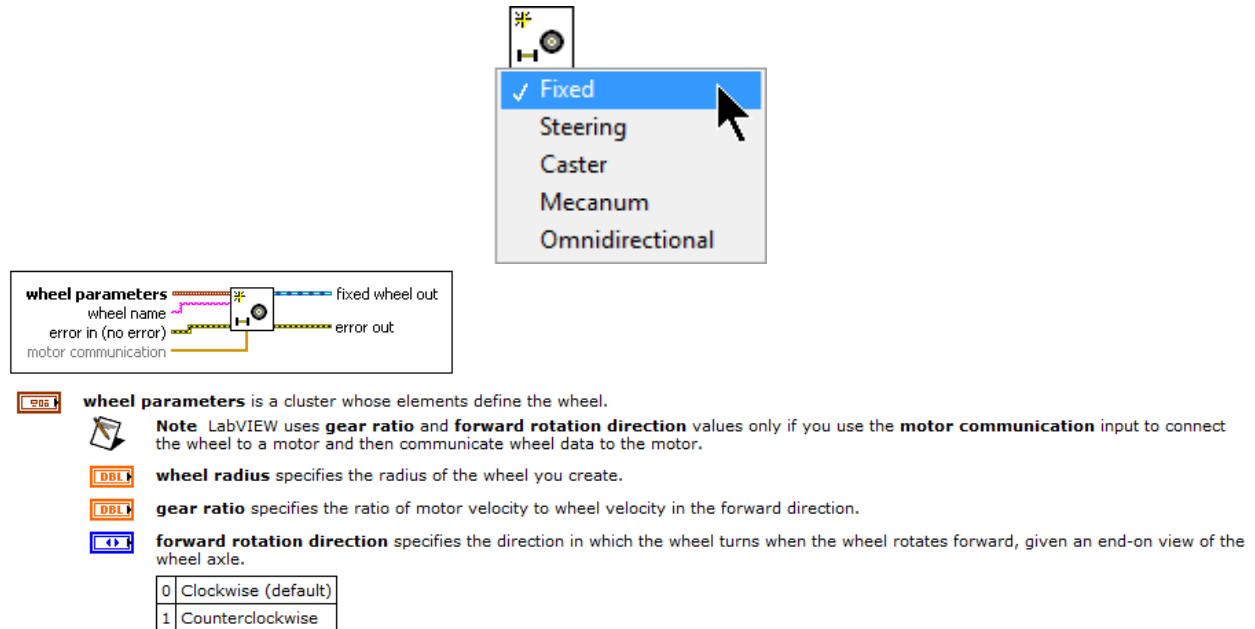 Fixed
Steering
Caster
Mecanum
Omnidirectional
wheel parameters
wheel name
error in (no error)
motor communication
fixed wheel out
error out
wheel parameters is a cluster whose elements define the wheel.
Note LabVIEW uses gear ratio and forward rotation direction values only if you use the motor communication input to connect
the wheel to a motor and then communicate wheel data to the motor.
DBL
wheel radius specifies the radius of the wheel you create.
DBL
gear ratio specifies the ratio of motor velocity to wheel velocity in the forward direction.
forward rotation direction specifies the direction in which the wheel turns when the wheel rotates forward, given an end-on view of the
wheel axle.
0 Clockwise (default)
1 Counterclockwise